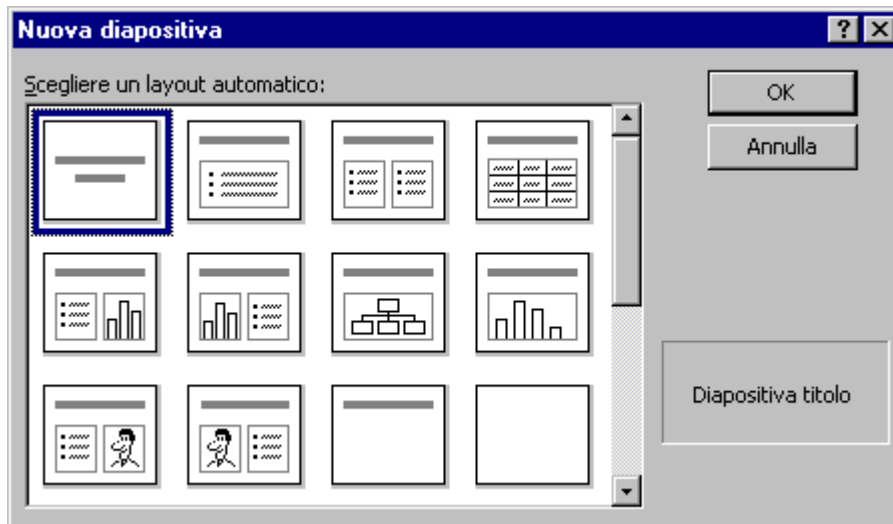 Nuova diapositiva
Scegliere un layout automatico:
OK
Annulla
Diapositiva titolo